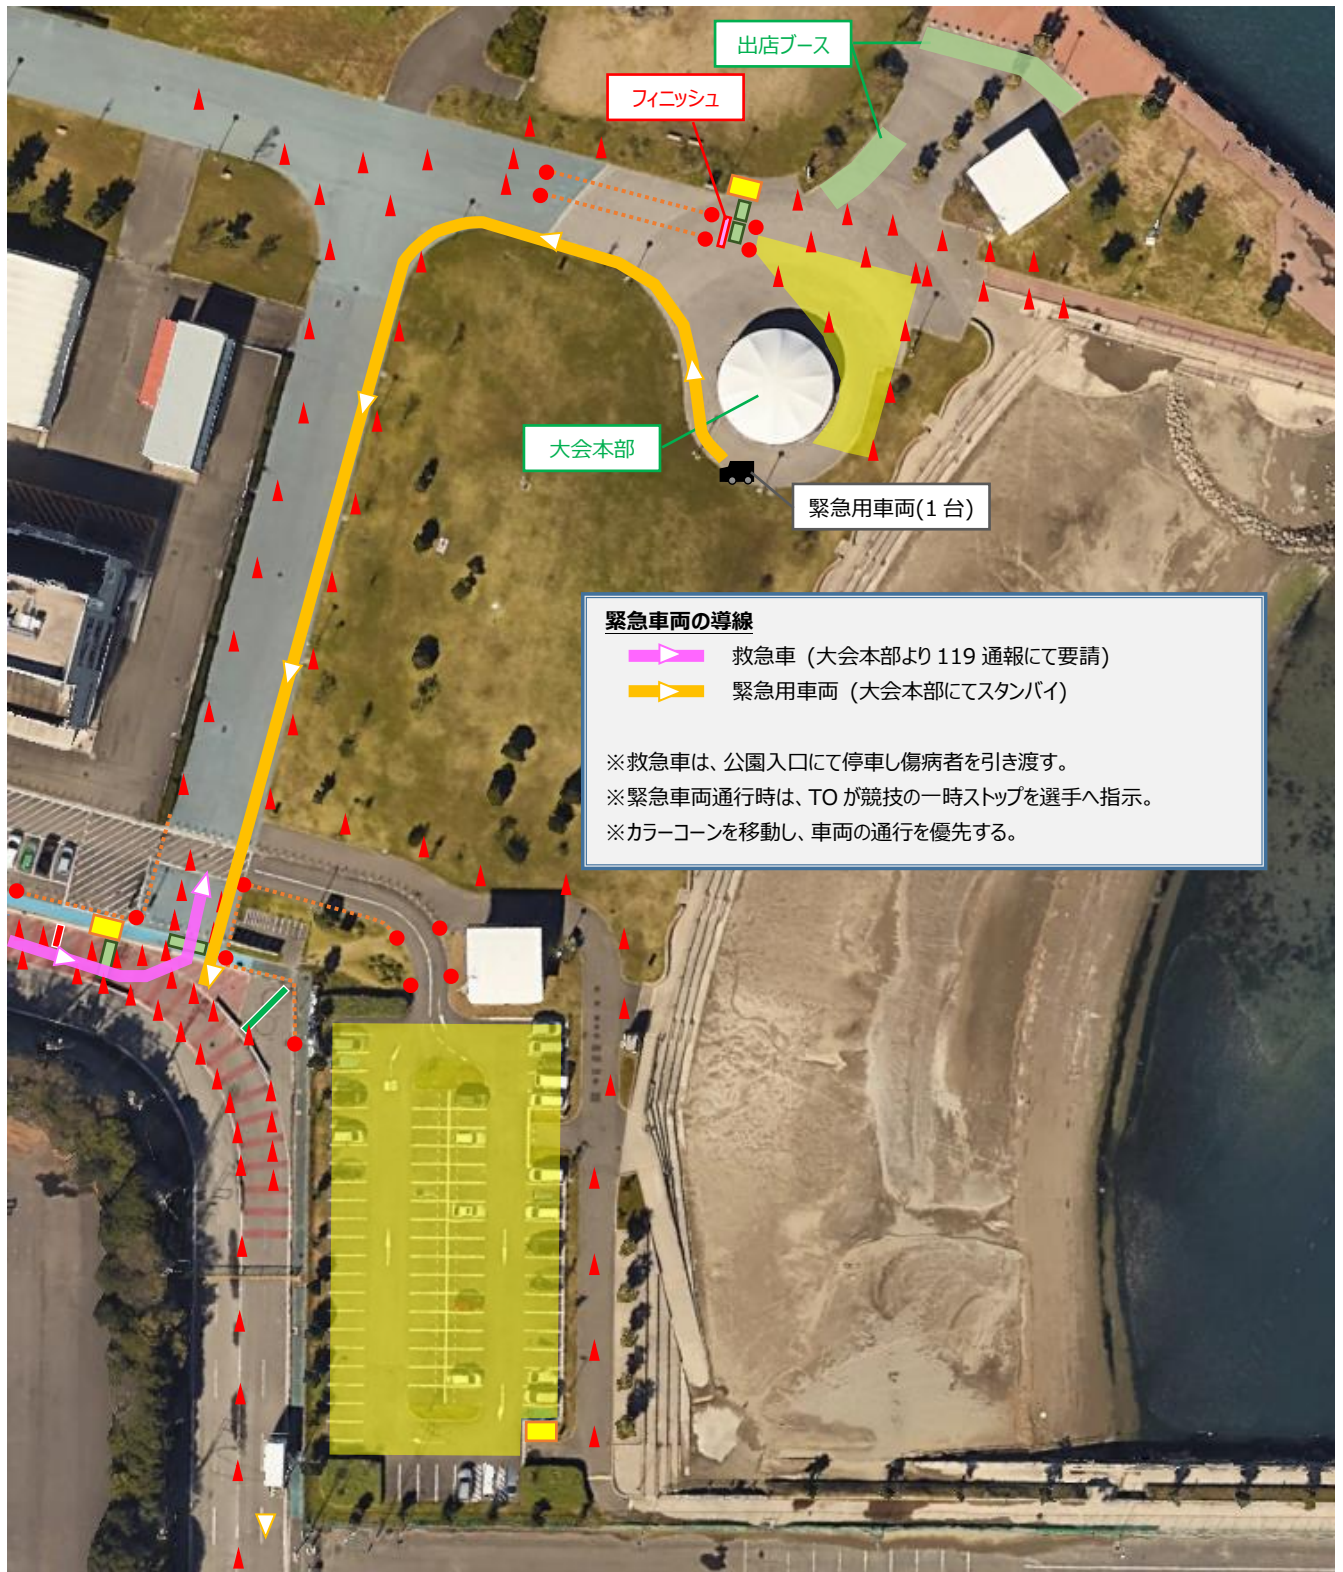 出店ブース
フィニッシュ
大会本部
緊急用車両(1 台)
緊急車両の導線
救急車 (大会本部より 119 通報にて要請)
緊急用車両 (大会本部にてスタンバイ)
※救急車は、公園入口にて停車し傷病者を引き渡す。
※緊急車両通行時は、TO が競技の一時ストップを選手へ指示。
※カラーコーンを移動し、車両の通行を優先する。